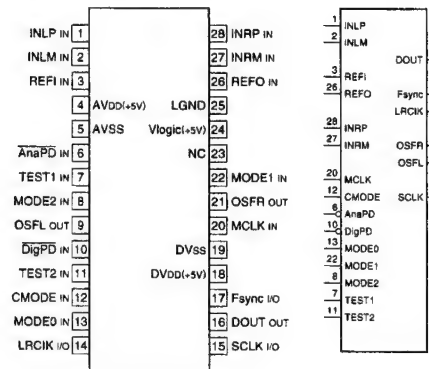 INLP IN 1 28 INRP IN
INLM IN 2 27 INRM IN
REFI IN 3 26 REFO IN
4 AVDD(+5V) LGND 25
5 AVSS Vlogic(+5V) 24
AnaPD IN 6 NC 23
TEST1 IN 7 22 MODE1 IN
MODE2 IN 8 21 OSFR OUT
OSFL OUT 9 20 MCLK IN
DigPD IN 10 DVSS 19
TEST2 IN 11 DVDD(+5V) 18
CMODE IN 12 17 Fsync I/O
MODE0 IN 13 16 DOUT OUT
LRCIK I/O 14 15 SCLK I/O
1 INLP
2 INLM
DOUT
3 REFI
26 REFO Fsync
LRCIK
28 INRP
27 INRM OSFR
OSFL
20 MCLK
12 CMODE SCLK
6 AnaPD
10 DigPD
13 MODE0
22 MODE1
8 MODE2
7 TEST1
11 TEST2